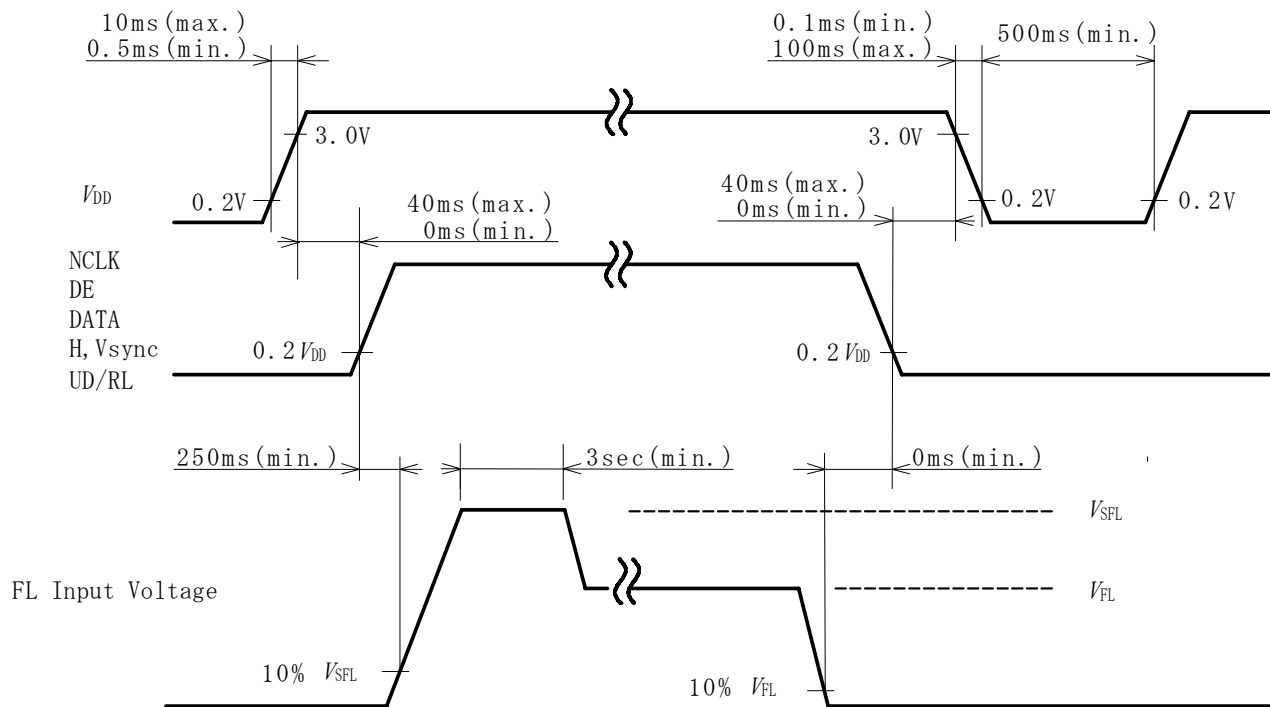 10ms(max.)
0.5ms(min.)
0.1ms(min.)
100ms(max.)
500ms(min.)
3.0V
3.0V
VDD
0.2V
0.2V
0.2V
40ms(max.)
0ms(min.)
40ms(max.)
0ms(min.)
NCLK
DE
DATA
H,Vsync
UD/RL
0.2VDD
0.2VDD
250ms(min.)
3sec(min.)
0ms(min.)
VSFL
FL Input Voltage
VFL
10% VSFL
10% VFL